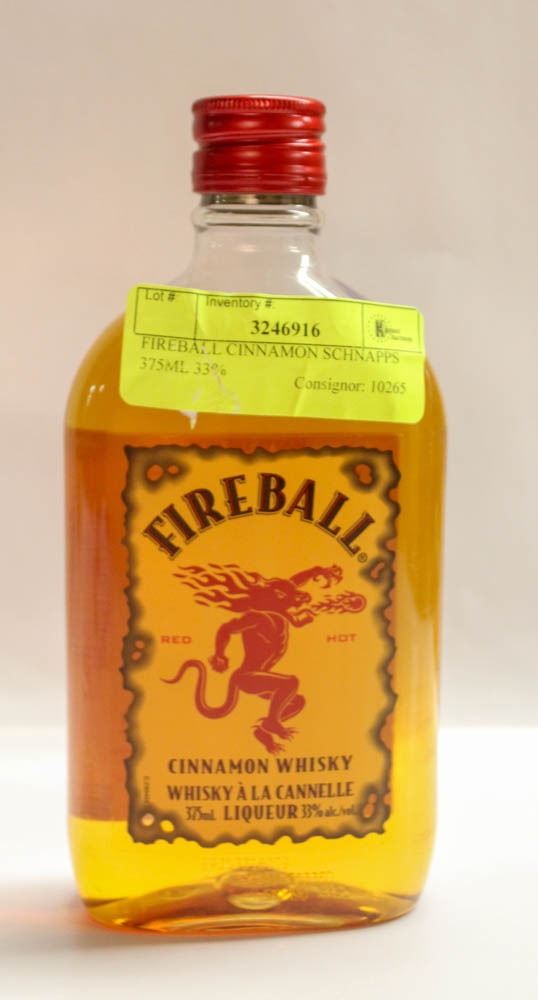 Lot #:
Inventory #:
3246916
FIREBALL CINNAMON SCHNAPPS
375ML 33%
Consignor: 10265
FIREBALL®
RED HOT
CINNAMON WHISKY
WHISKY À LA CANNELLE
375mL LIQUEUR 33% alc./vol.